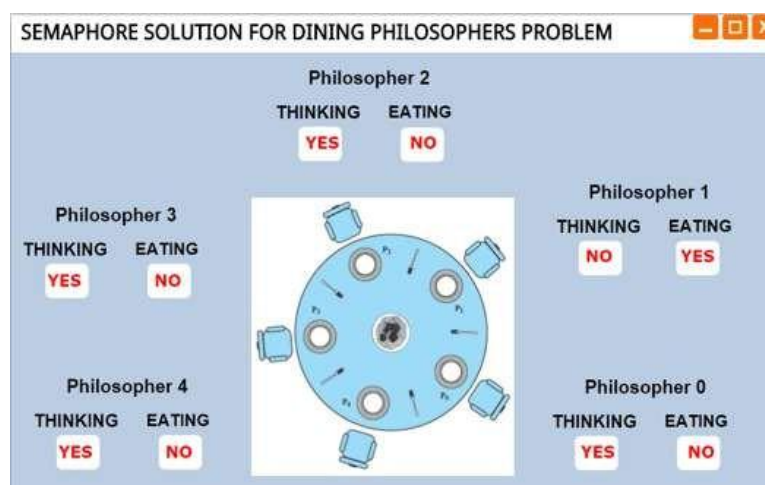 SEMAPHORE SOLUTION FOR DINING PHILOSOPHERS PROBLEM
Philosopher 2
THINKING EATING
YES NO
Philosopher 1
THINKING EATING
NO YES
Philosopher 3
THINKING EATING
YES NO
Philosopher 4
THINKING EATING
YES NO
Philosopher 0
THINKING EATING
YES NO